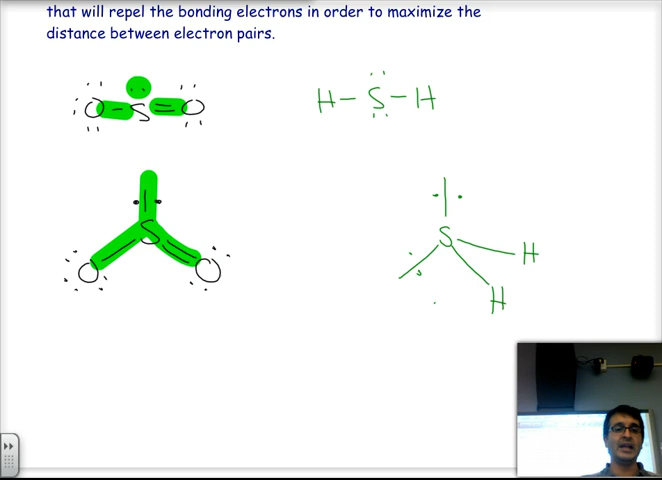 that will repel the bonding electrons in order to maximize the
distance between electron pairs.
O – S = O
H – S – H
S
S
O
O
H
H